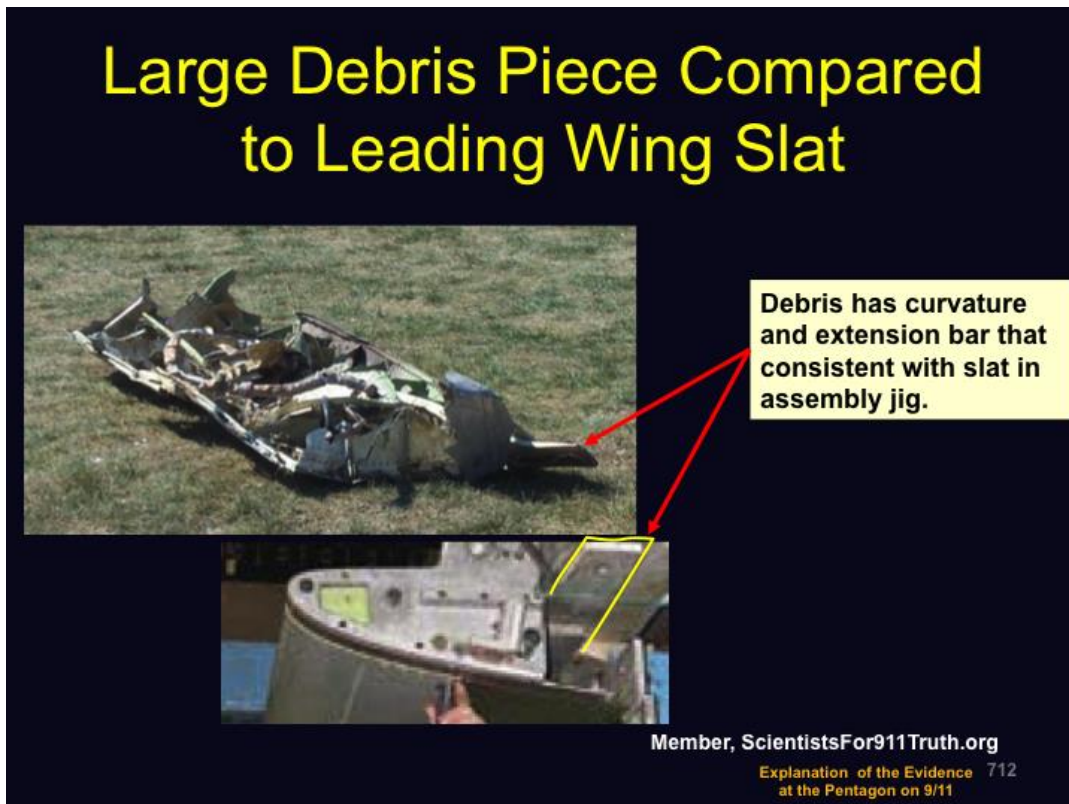 Large Debris Piece Compared
to Leading Wing Slat
Debris has curvature
and extension bar that
consistent with slat in
assembly jig.
Member, ScientistsFor911Truth.org
Explanation of the Evidence 712
at the Pentagon on 9/11